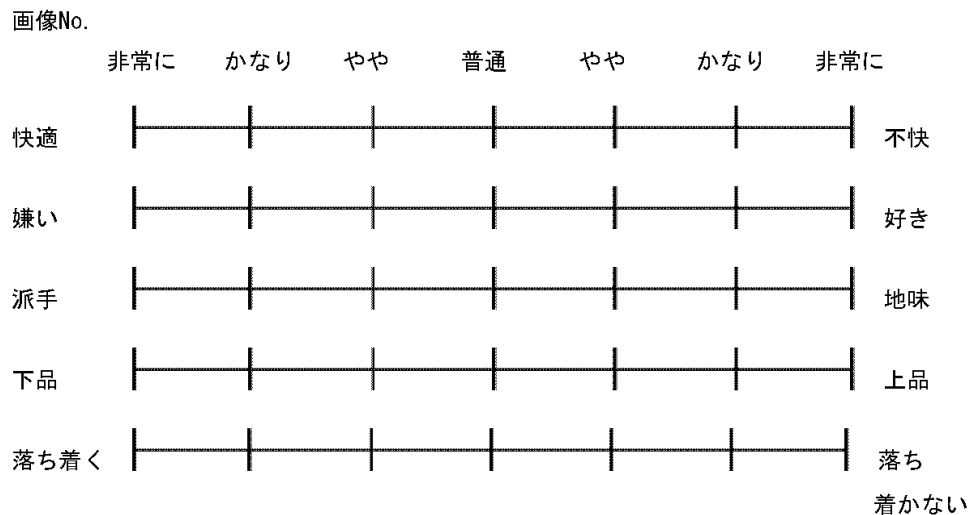 画像No.
非常に かなり やや 普通 やや かなり 非常に
快適 不快
嫌い 好き
派手 地味
下品 上品
落ち着く 落ち
着かない